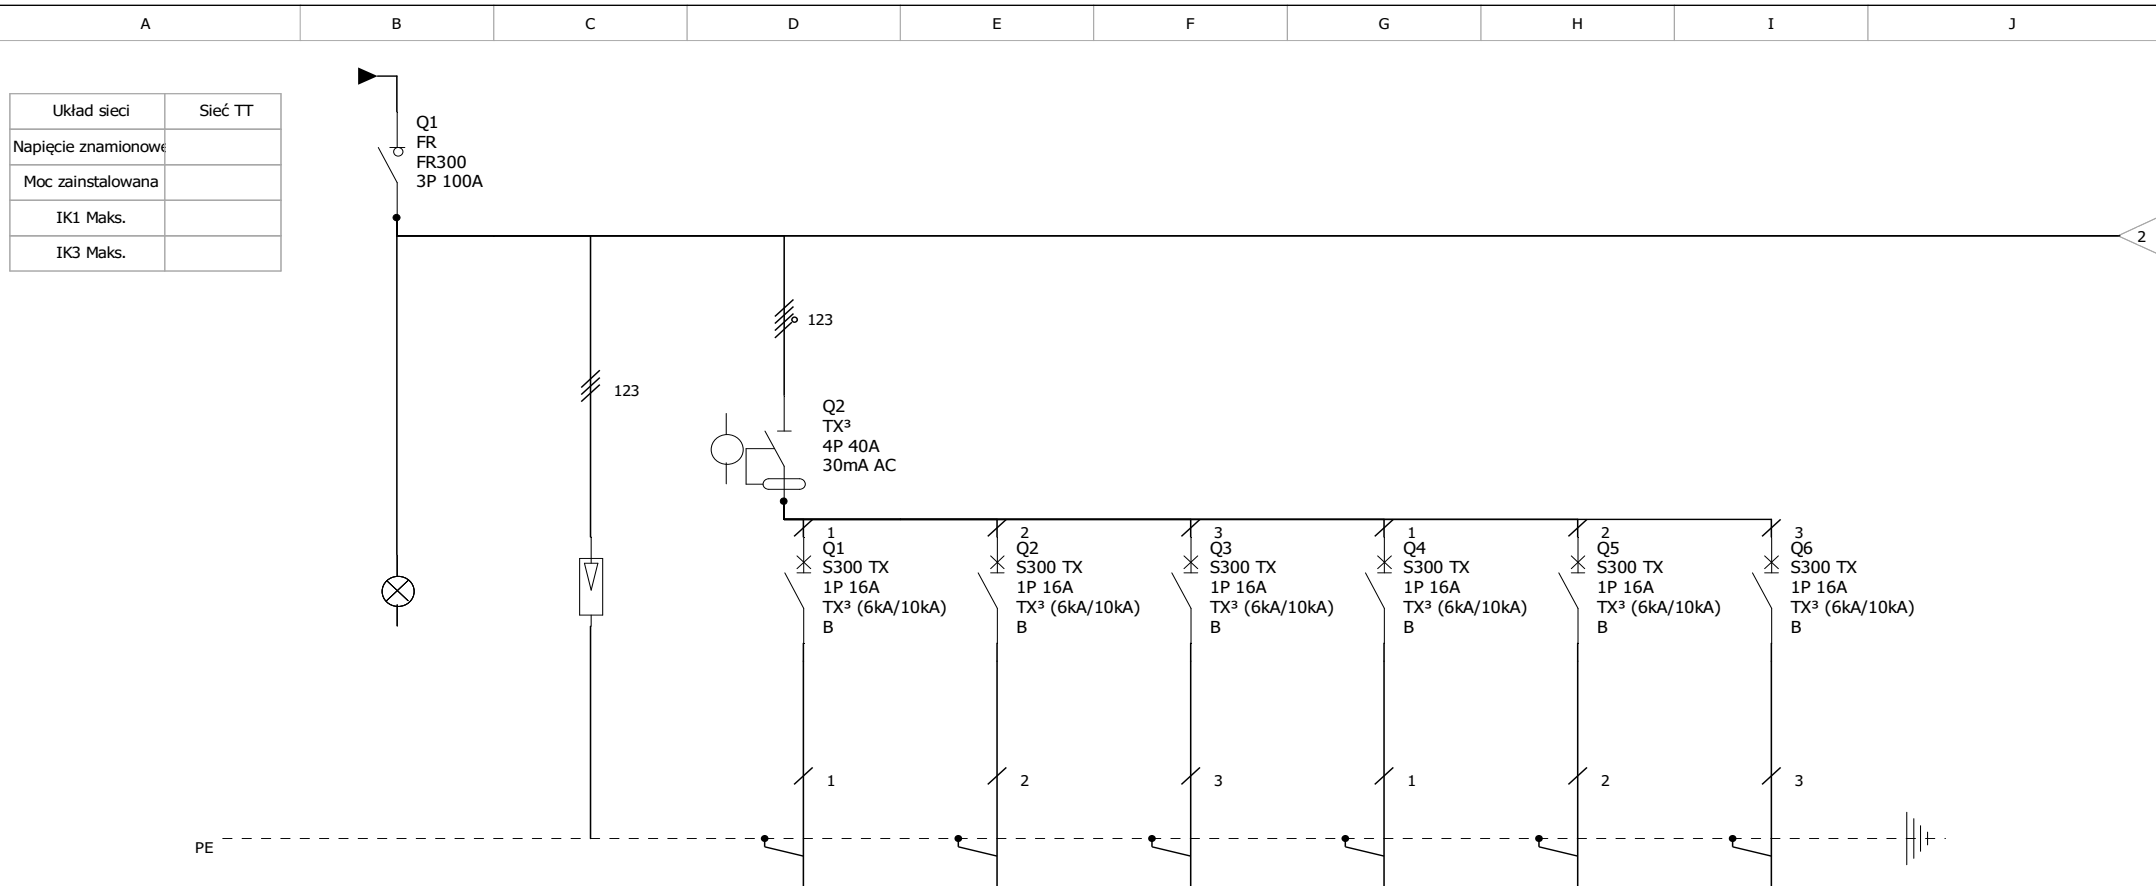 A
B
C
D
E
F
G
H
I
J
Układ sieci
Sieć TT
Napięcie znamionowe
Moc zainstalowana
IK1 Maks.
IK3 Maks.
Q1
FR
FR300
3P 100A
2
123
123
Q2
TX³
4P 40A
30mA AC
1
Q1
S300 TX
1P 16A
TX³ (6kA/10kA)
B
2
Q2
S300 TX
1P 16A
TX³ (6kA/10kA)
B
3
Q3
S300 TX
1P 16A
TX³ (6kA/10kA)
B
1
Q4
S300 TX
1P 16A
TX³ (6kA/10kA)
B
2
Q5
S300 TX
1P 16A
TX³ (6kA/10kA)
B
3
Q6
S300 TX
1P 16A
TX³ (6kA/10kA)
B
1
2
3
1
2
3
PE